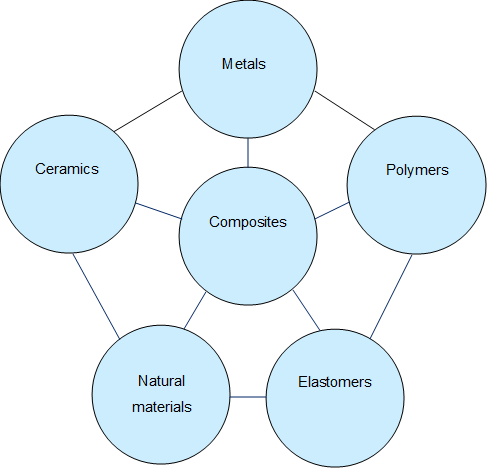 Metals
Ceramics
Polymers
Composites
Natural
materials
Elastomers